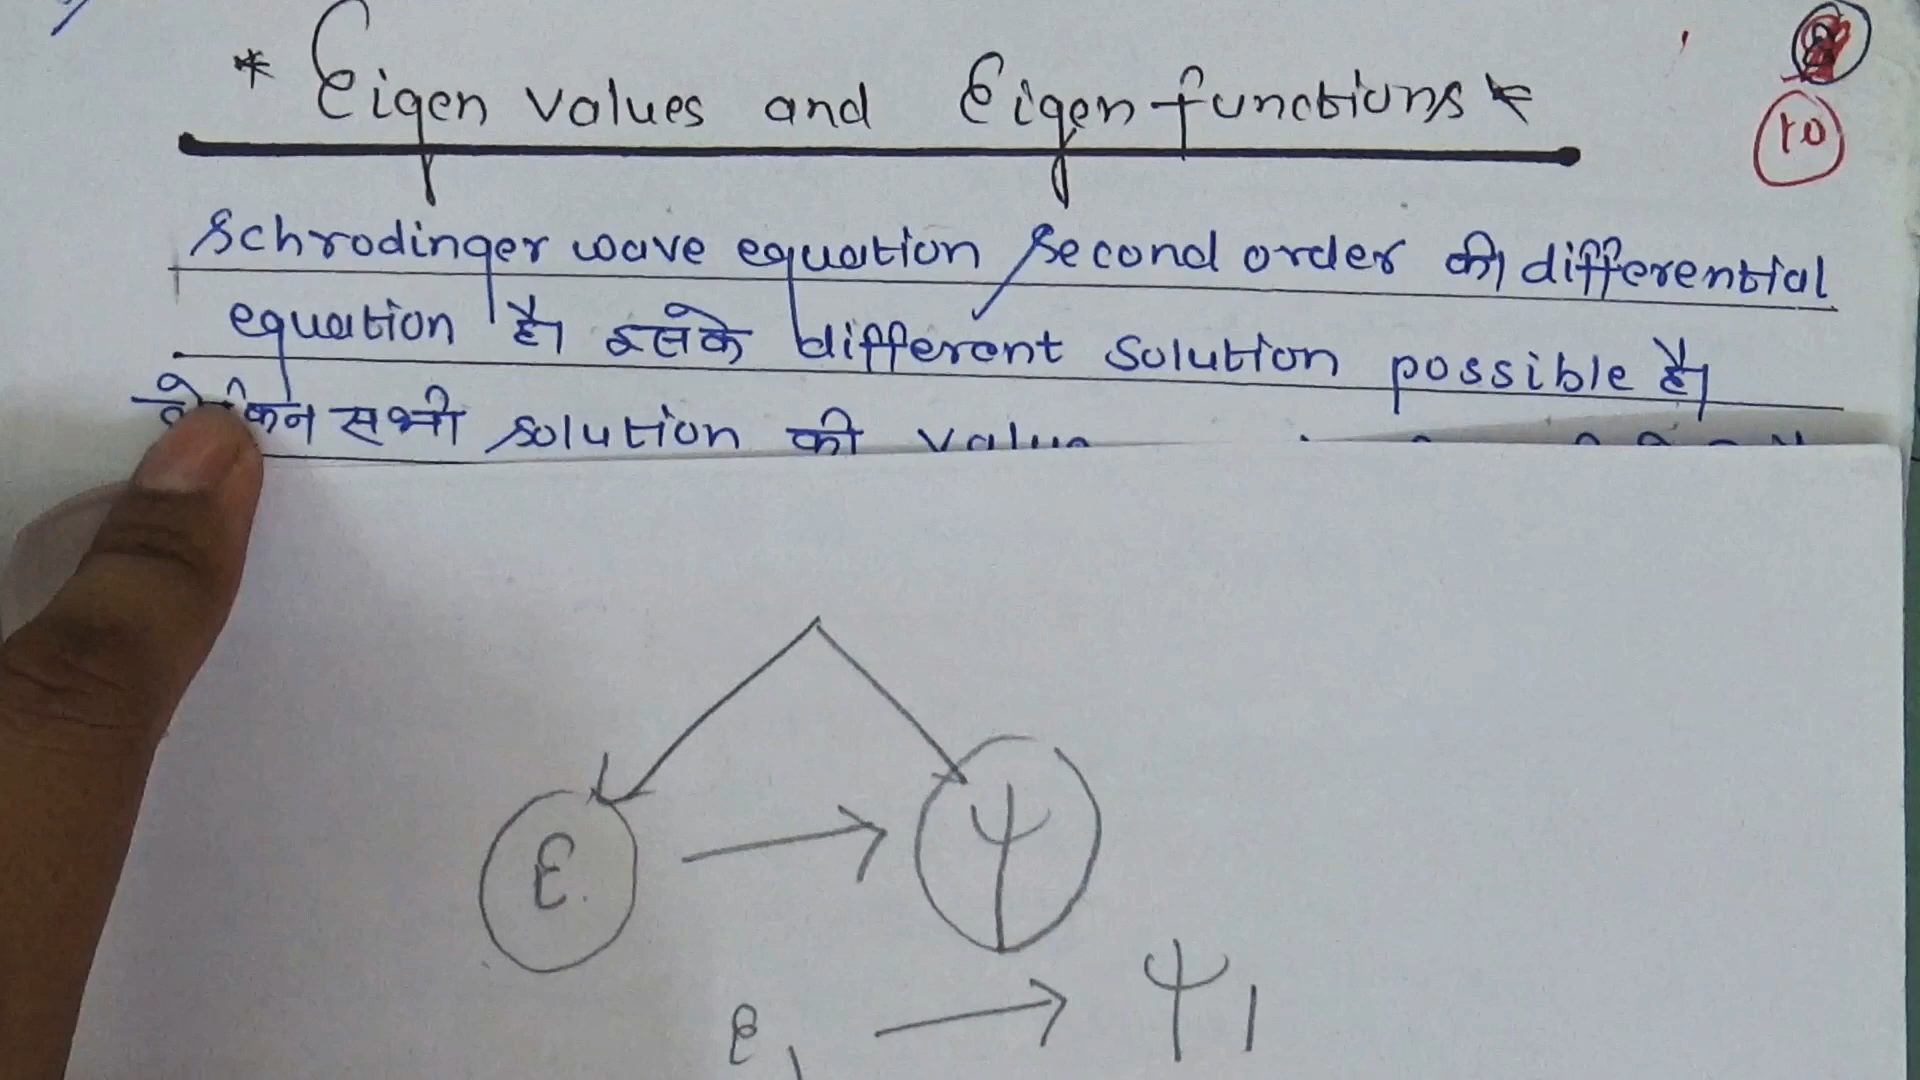 * Eigen values and Eigen functions *
10
Schrodinger wave equation second order की differential
equation है। इसके different solution possible है।
लेकिन सभी solution की value
E
ψ
E1 → ψ1